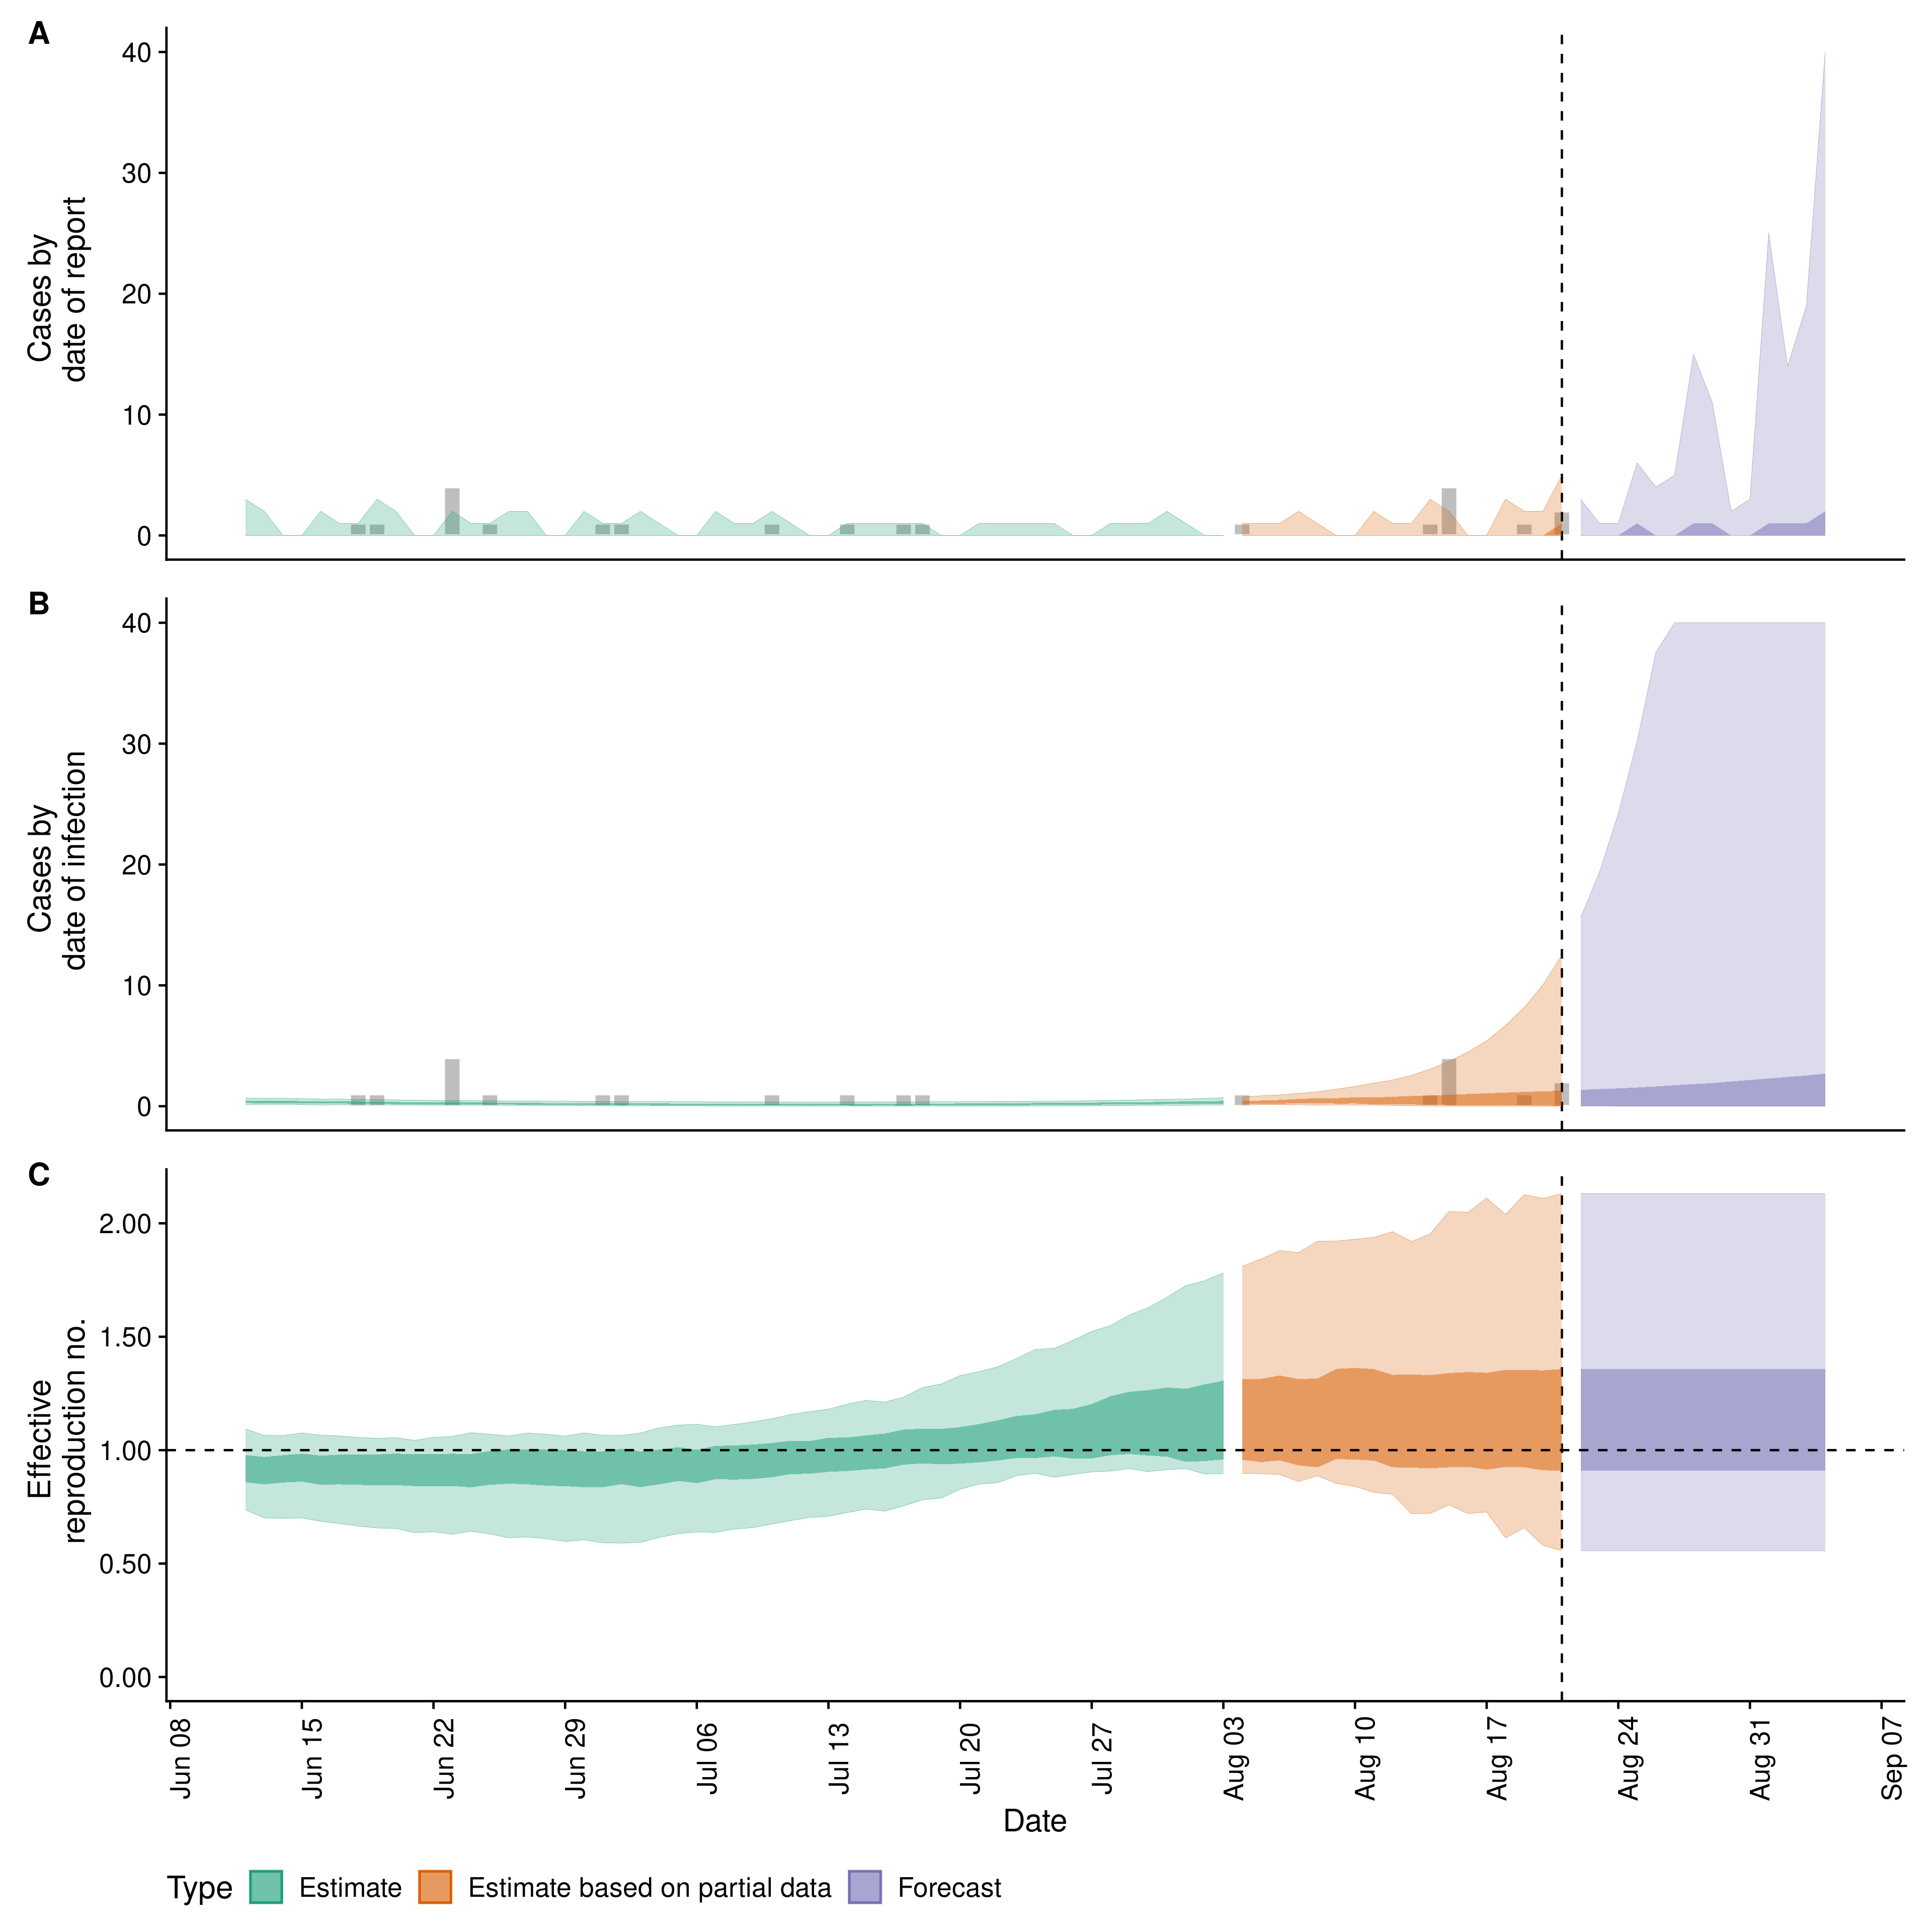 A
40
30
20
10
0
Cases by
date of report
B
40
30
20
10
0
Cases by
date of infection
C
2.00
1.50
1.00
0.50
0.00
Effective
reproduction no.
Jun 08
Jun 15
Jun 22
Jun 29
Jul 06
Jul 13
Jul 20
Jul 27
Aug 03
Aug 10
Aug 17
Aug 24
Aug 31
Sep 07
Date
Type Estimate Estimate based on partial data Forecast